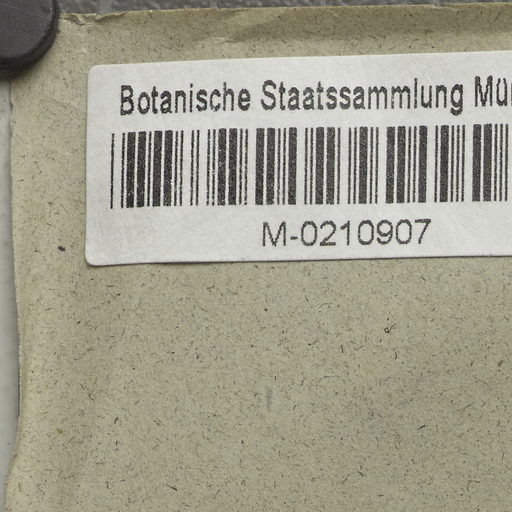 Botanische Staatssammlung Mü
M-0210907